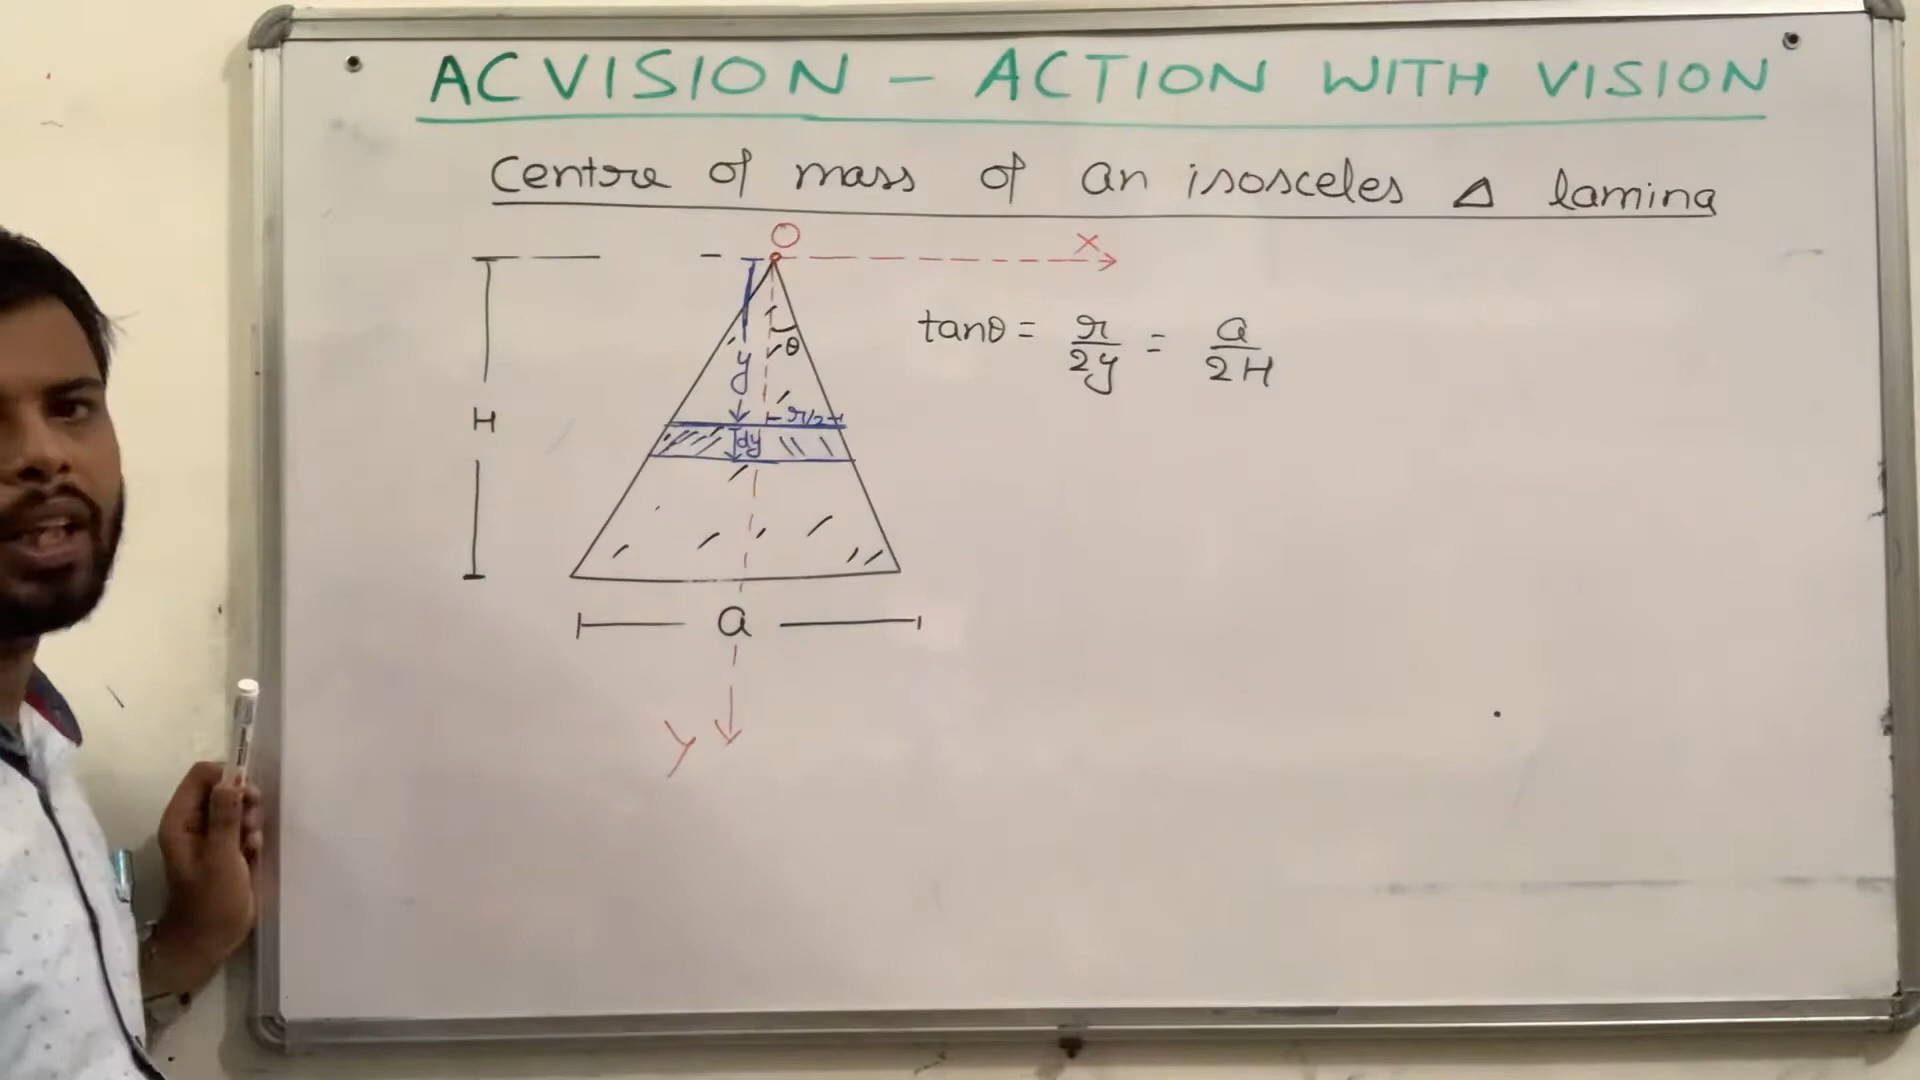 ACVISION – ACTION WITH VISION
Centre of mass of an isosceles Δ lamina
O
X
tanθ = r/2y = a/2H
θ
y
H
r/2
dy
a
y